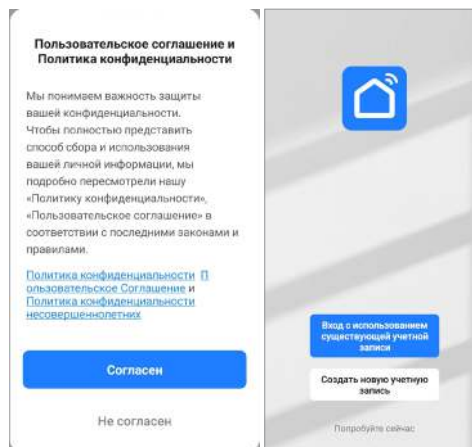 Пользовательское соглашение и
Политика конфиденциальности
Мы понимаем важность защиты
вашей конфиденциальности.
Чтобы полностью представить
способ сбора и использования
вашей личной информации, мы
подробно пересмотрели нашу
«Политику конфиденциальности»,
«Пользовательское соглашение» в
соответствии с последними законами и
правилами.
Политика конфиденциальности П
ользовательское Соглашение и
Политика конфиденциальности
несовершеннолетних
Согласен
Не согласен
Вход с использованием
существующей учетной
записи
Создать новую учетную
запись
Попробуйте сейчас